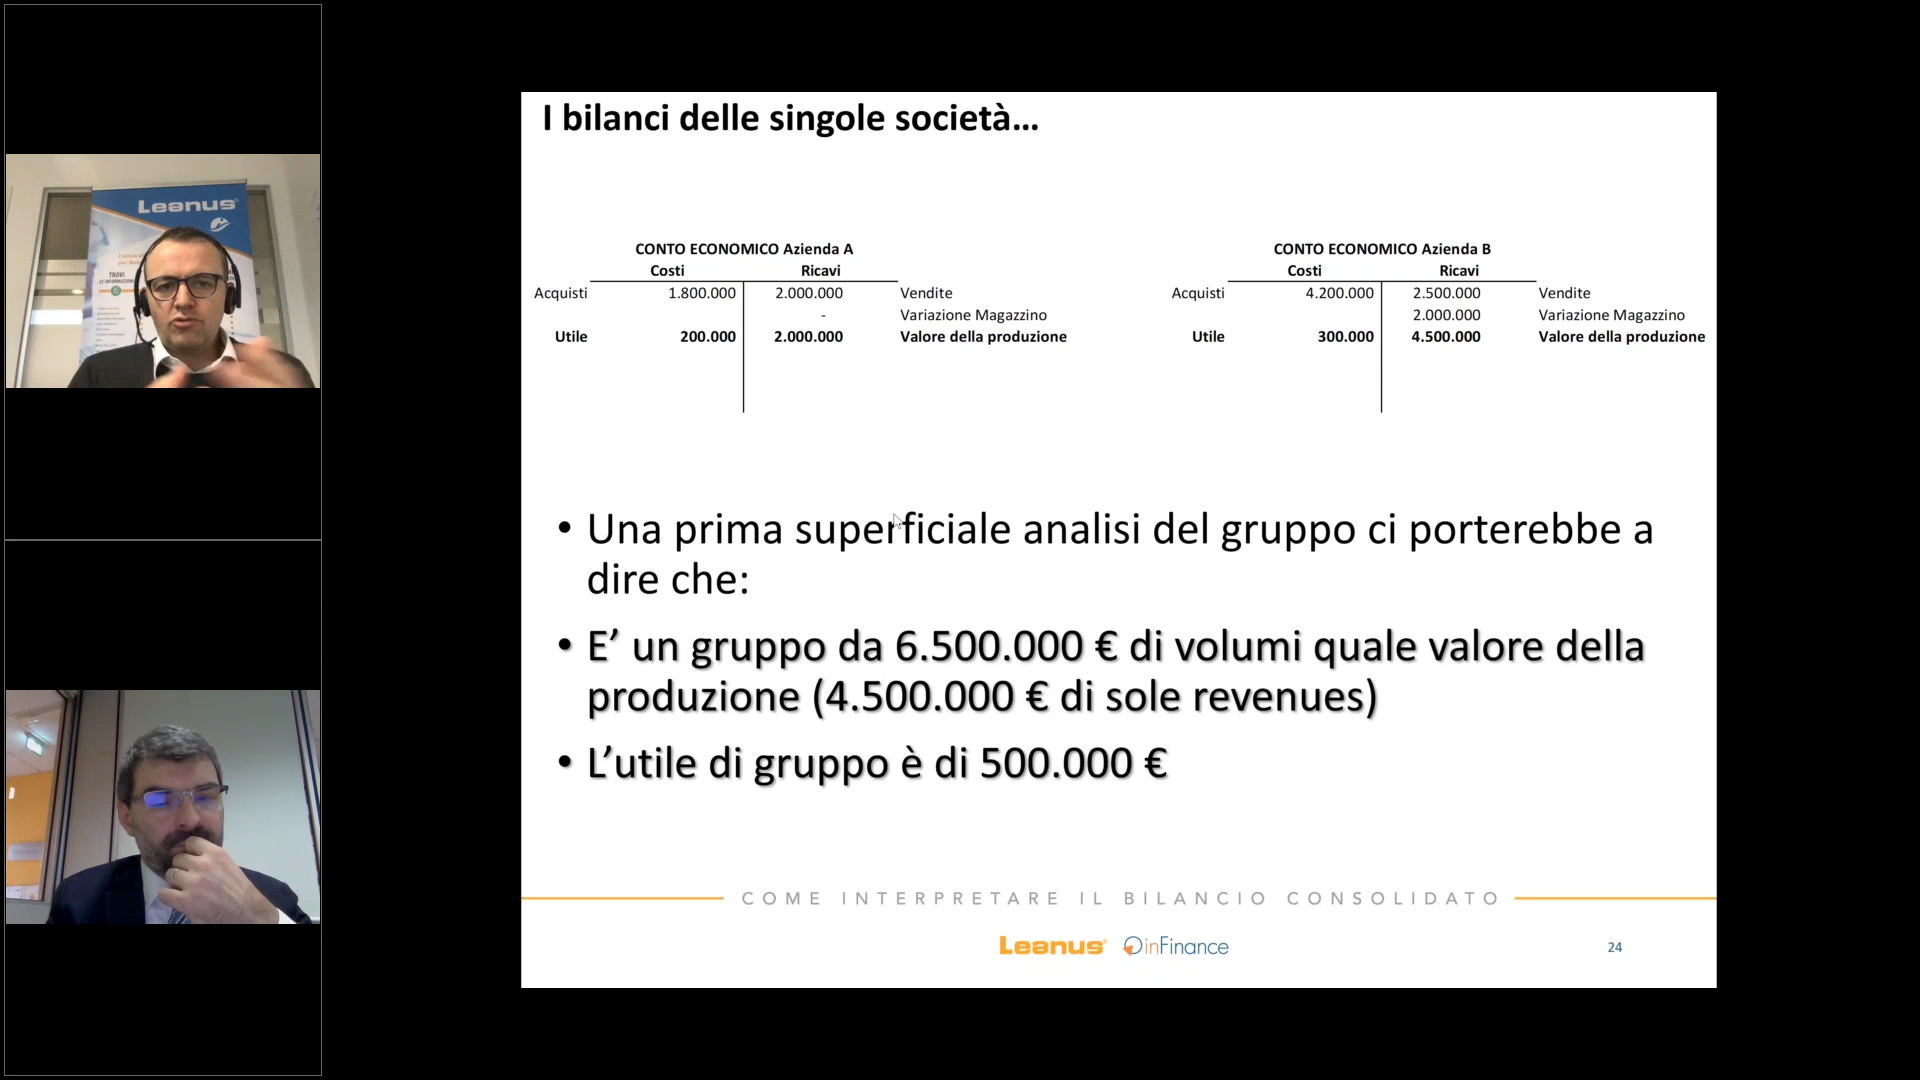 Leanus
TROVI
I bilanci delle singole società...
CONTO ECONOMICO Azienda A
Costi Ricavi
Acquisti 1.800.000 2.000.000 Vendite
- Variazione Magazzino
Utile 200.000 2.000.000 Valore della produzione
CONTO ECONOMICO Azienda B
Costi Ricavi
Acquisti 4.200.000 2.500.000 Vendite
2.000.000 Variazione Magazzino
Utile 300.000 4.500.000 Valore della produzione
• Una prima superficiale analisi del gruppo ci porterebbe a
dire che:
• E’ un gruppo da 6.500.000 € di volumi quale valore della
produzione (4.500.000 € di sole revenues)
• L’utile di gruppo è di 500.000 €
COME INTERPRETARE IL BILANCIO CONSOLIDATO
Leanus inFinance
24